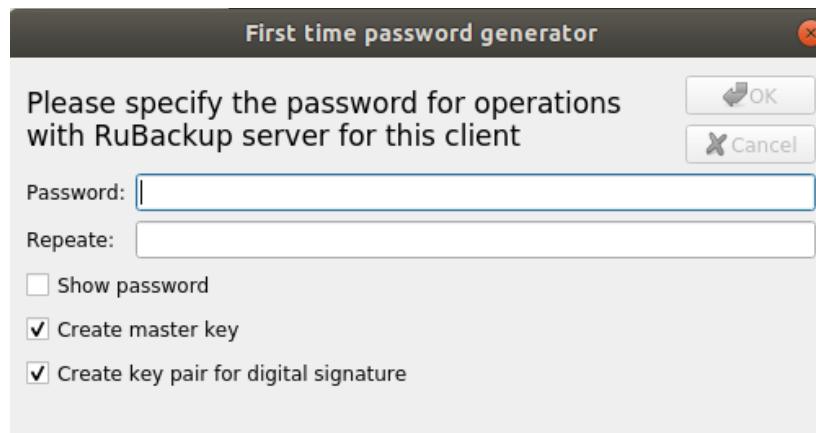 First time password generator
Please specify the password for operations
with RuBackup server for this client
OK
Cancel
Password:
Repeate:
Show password
Create master key
Create key pair for digital signature